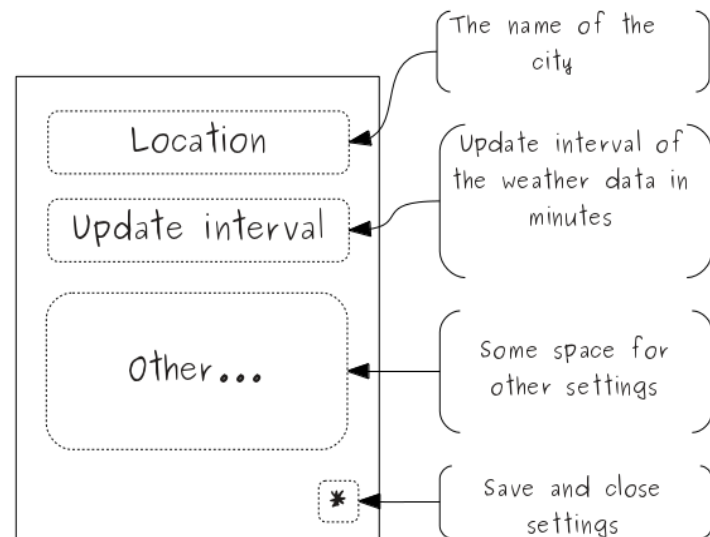 The name of the
city
Location
Update interval of
the weather data in
minutes
Update interval
Other...
Some space for
other settings
*
Save and close
settings